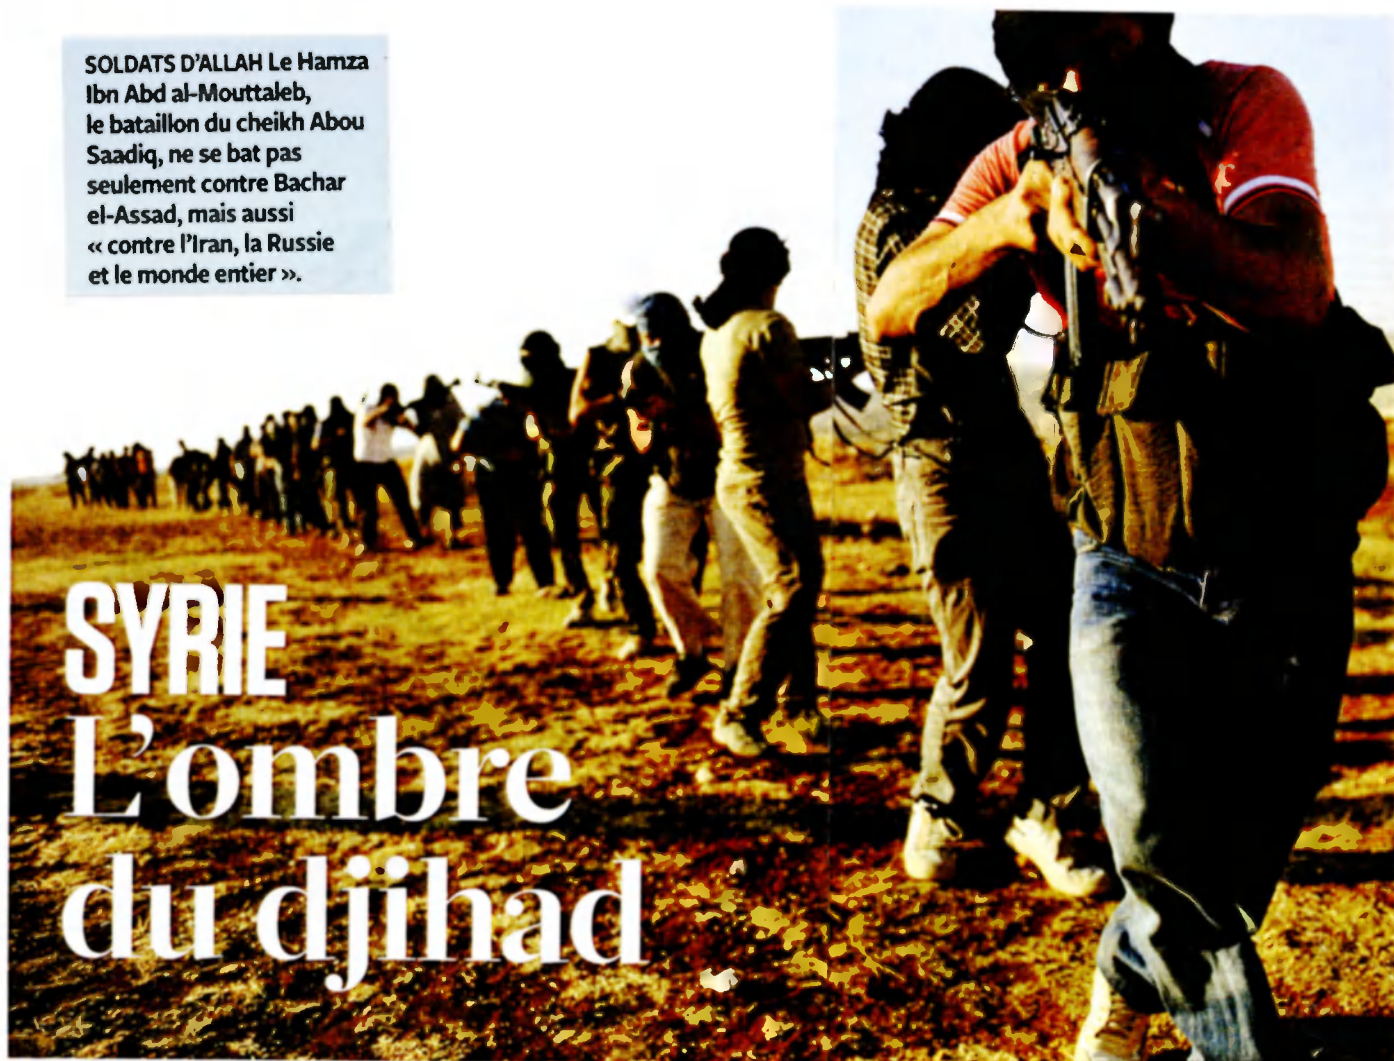 SOLDATS D'ALLAH Le Hamza
Ibn Abd al-Mouttaleb,
le bataillon du cheikh Abou
Saadiq, ne se bat pas
seulement contre Bachar
el-Assad, mais aussi
« contre l'Iran, la Russie
et le monde entier ».
SYRIE
L'ombre
du djihad